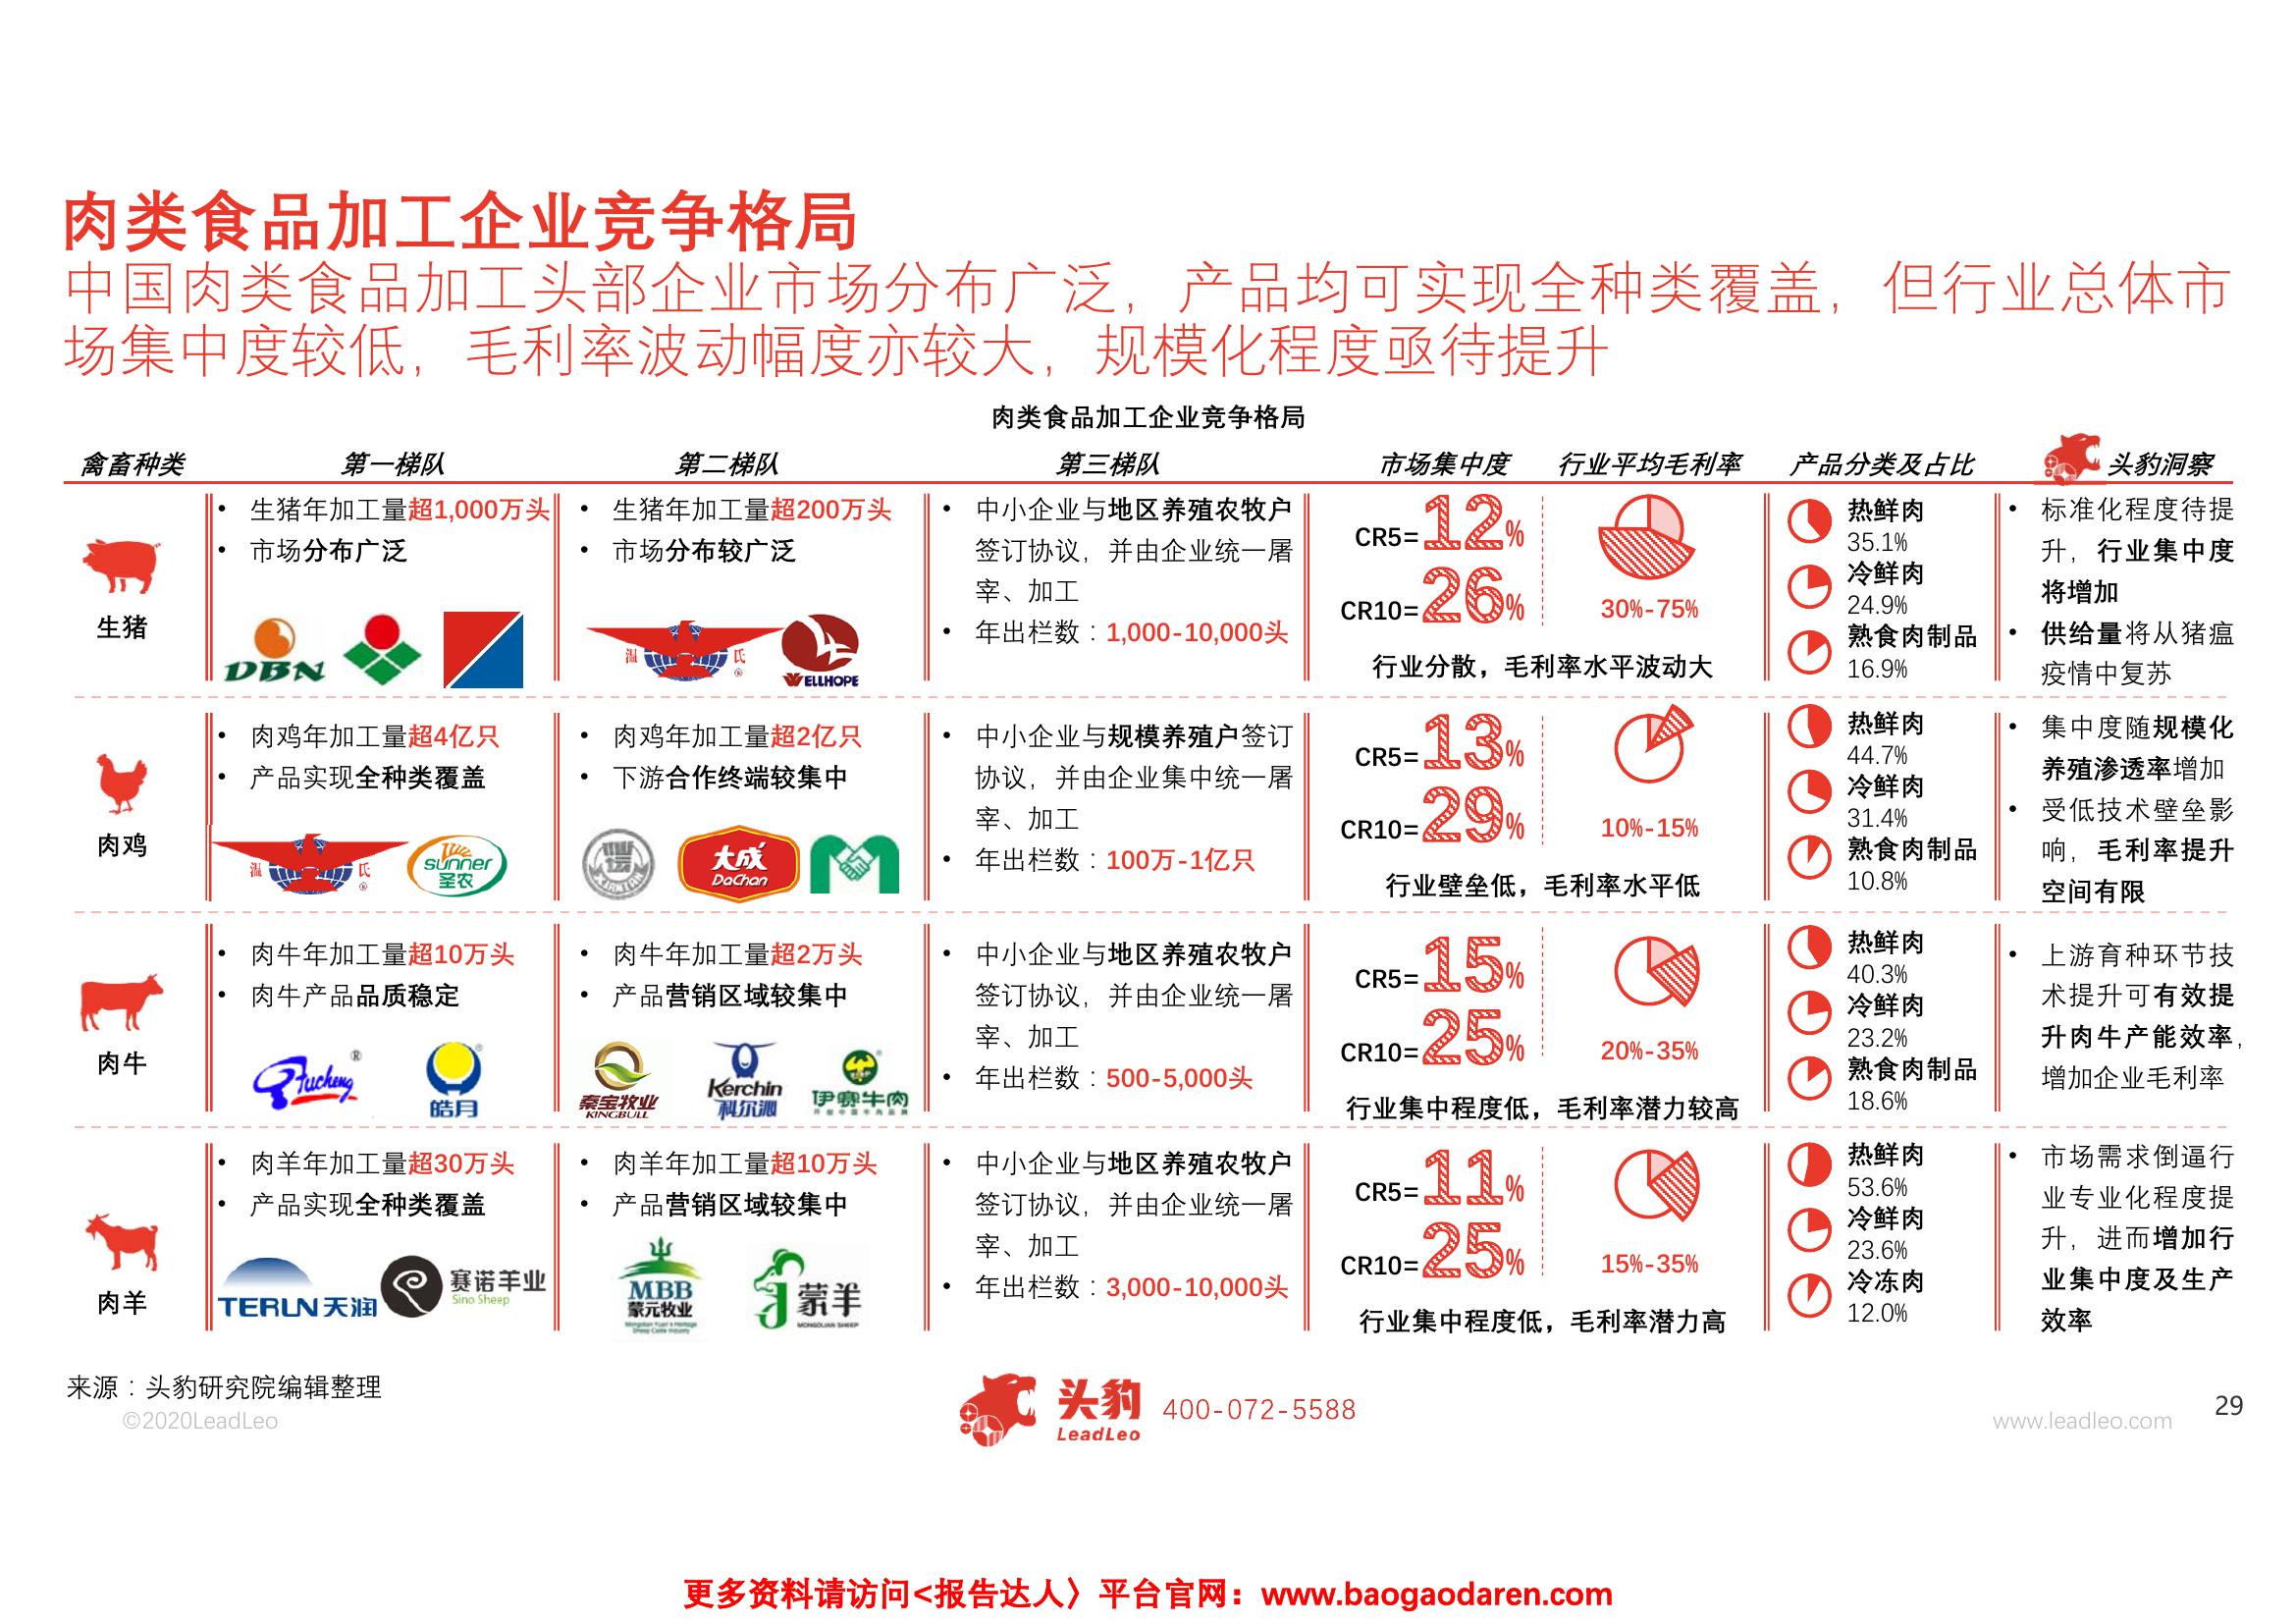 肉类食品加工企业竞争格局
中国肉类食品加工头部企业市场分布广泛，产品均可实现全种类覆盖，但行业总体市
场集中度较低，毛利率波动幅度亦较大，规模化程度亟待提升
肉类食品加工企业竞争格局
禽畜种类 第一梯队 第二梯队 第三梯队 市场集中度 行业平均毛利率 产品分类及占比 头豹洞察
生猪
• 生猪年加工量超1,000万头
• 市场分布广泛
DBN
• 生猪年加工量超200万头
• 市场分布较广泛
温 氏 ®
WELLHOPE
• 中小企业与地区养殖农牧户
签订协议，并由企业统一屠
宰、加工
• 年出栏数：1,000-10,000头
CR5=12%
CR10=26%
30%-75%
行业分散，毛利率水平波动大
热鲜肉
35.1%
冷鲜肉
24.9%
熟食肉制品
16.9%
• 标准化程度待提
升，行业集中度
将增加
• 供给量将从猪瘟
疫情中复苏
肉鸡
• 肉鸡年加工量超4亿只
• 产品实现全种类覆盖
温 氏 ®
sunner
圣农
• 肉鸡年加工量超2亿只
• 下游合作终端较集中
大成
DaChan
• 中小企业与规模养殖户签订
协议，并由企业集中统一屠
宰、加工
• 年出栏数：100万-1亿只
CR5=13%
CR10=29%
10%-15%
行业壁垒低，毛利率水平低
热鲜肉
44.7%
冷鲜肉
31.4%
熟食肉制品
10.8%
• 集中度随规模化
养殖渗透率增加
• 受低技术壁垒影
响，毛利率提升
空间有限
肉牛
• 肉牛年加工量超10万头
• 肉牛产品品质稳定
Fucheng ®
皓月 ®
• 肉牛年加工量超2万头
• 产品营销区域较集中
秦宝牧业
KINGBULL
Kerchin
科尔沁
伊赛牛肉
• 中小企业与地区养殖农牧户
签订协议，并由企业统一屠
宰、加工
• 年出栏数：500-5,000头
CR5=15%
CR10=25%
20%-35%
行业集中程度低，毛利率潜力较高
热鲜肉
40.3%
冷鲜肉
23.2%
熟食肉制品
18.6%
• 上游育种环节技
术提升可有效提
升肉牛产能效率，
增加企业毛利率
肉羊
• 肉羊年加工量超30万头
• 产品实现全种类覆盖
TERUN天润
赛诺羊业
Sino Sheep
• 肉羊年加工量超10万头
• 产品营销区域较集中
MBB
蒙元牧业
蒙羊
MONGOLIAN SHEEP
• 中小企业与地区养殖农牧户
签订协议，并由企业统一屠
宰、加工
• 年出栏数：3,000-10,000头
CR5=11%
CR10=25%
15%-35%
行业集中程度低，毛利率潜力高
热鲜肉
53.6%
冷鲜肉
23.6%
冷冻肉
12.0%
• 市场需求倒逼行
业专业化程度提
升，进而增加行
业集中度及生产
效率
来源：头豹研究院编辑整理
©2020LeadLeo
头豹
LeadLeo
400-072-5588
www.leadleo.com
29
更多资料请访问<报告达人〉平台官网：www.baogaodaren.com